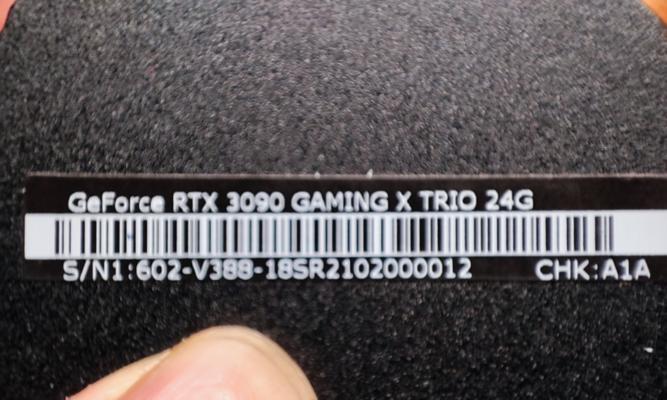 GeForce RTX 3090 GAMING X TRIO 24G
S/N1:602-V388-18SR2102000012 CHK:A1A